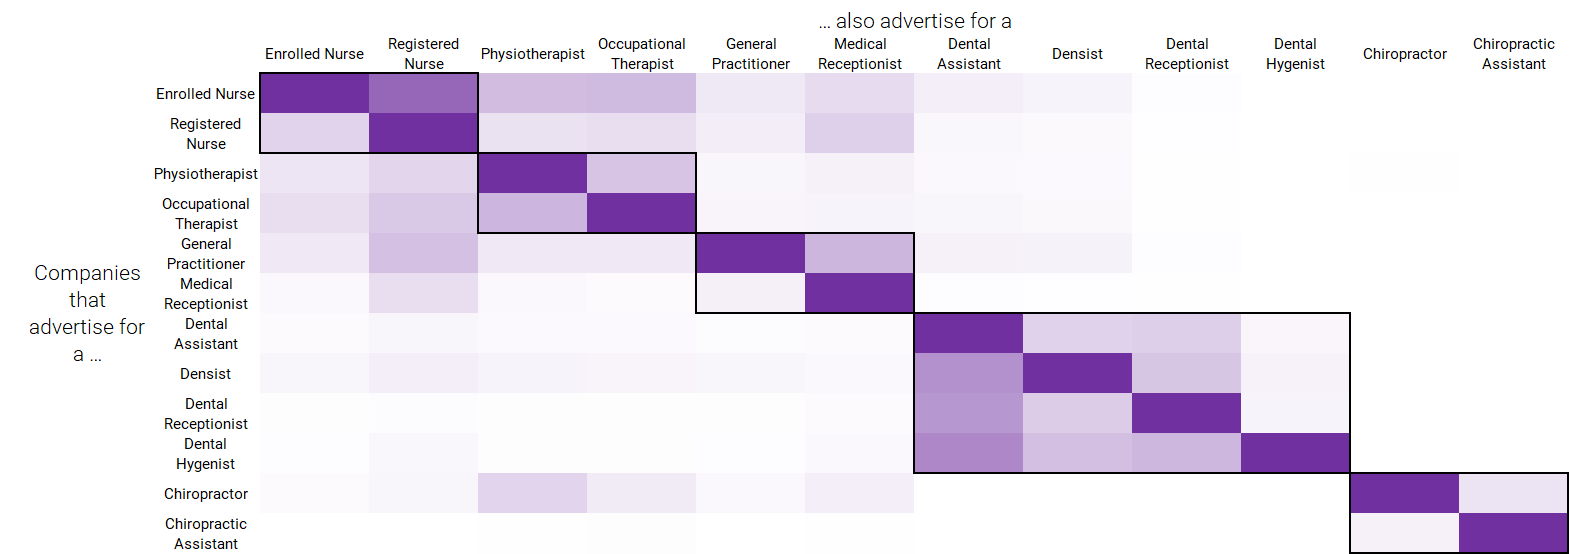 ... also advertise for a
Enrolled Nurse
Registered
Nurse
Physiotherapist
Occupational
Therapist
General
Practitioner
Medical
Receptionist
Dental
Assistant
Densist
Dental
Receptionist
Dental
Hygenist
Chiropractor
Chiropractic
Assistant
Companies
that
advertise for
a ...
Enrolled Nurse
Registered
Nurse
Physiotherapist
Occupational
Therapist
General
Practitioner
Medical
Receptionist
Dental
Assistant
Densist
Dental
Receptionist
Dental
Hygenist
Chiropractor
Chiropractic
Assistant